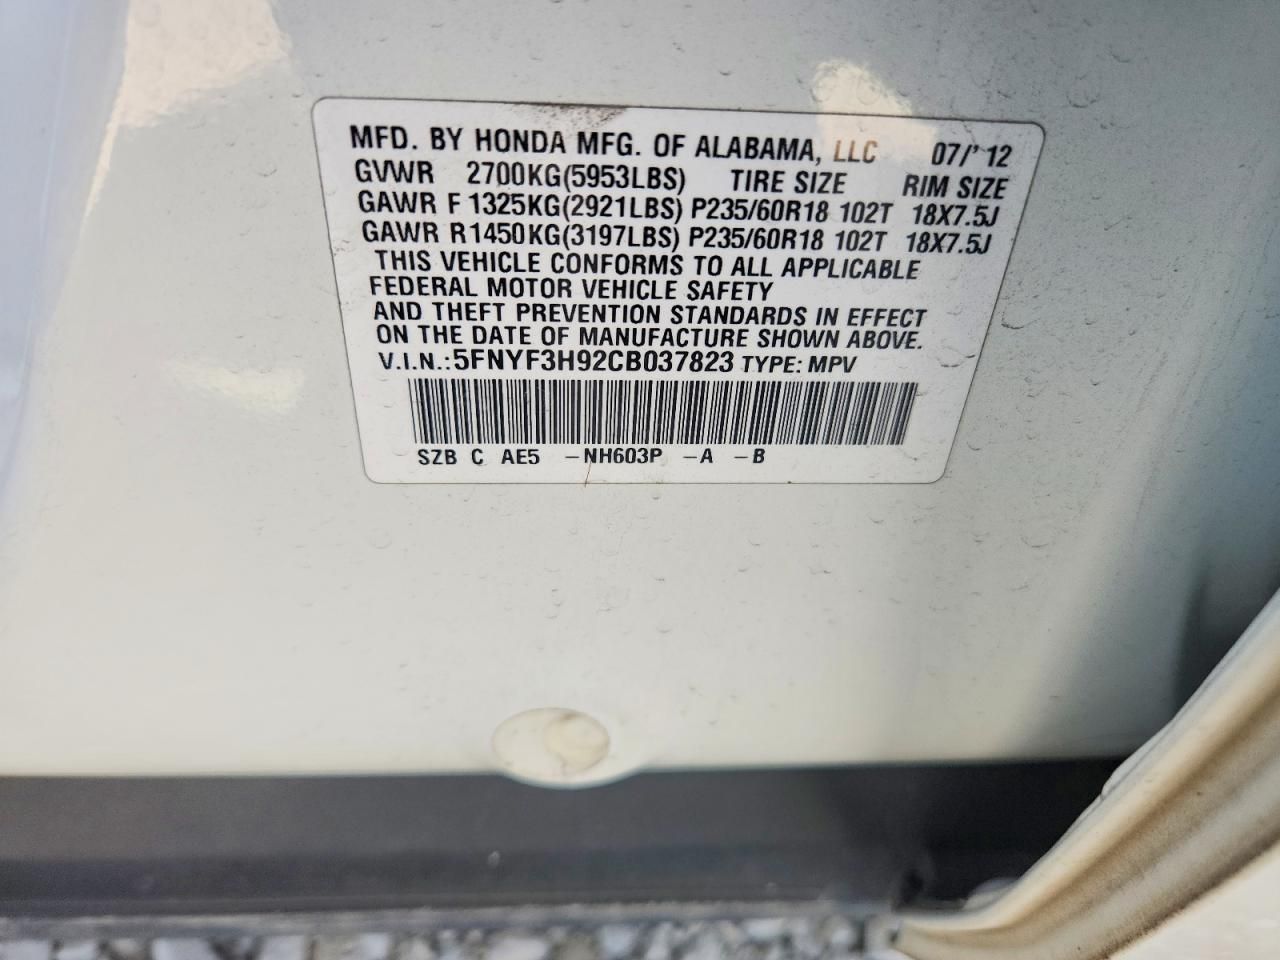 MFD. BY HONDA MFG. OF ALABAMA, LLC 07/'12
GVWR 2700KG(5953LBS) TIRE SIZE RIM SIZE
GAWR F 1325KG(2921LBS) P235/60R18 102T 18X7.5J
GAWR R1450KG(3197LBS) P235/60R18 102T 18X7.5J
THIS VEHICLE CONFORMS TO ALL APPLICABLE
FEDERAL MOTOR VEHICLE SAFETY
AND THEFT PREVENTION STANDARDS IN EFFECT
ON THE DATE OF MANUFACTURE SHOWN ABOVE.
V.I.N.:5FNYF3H92CB037823 TYPE: MPV
SZB C AE5 -NH603P -A -B